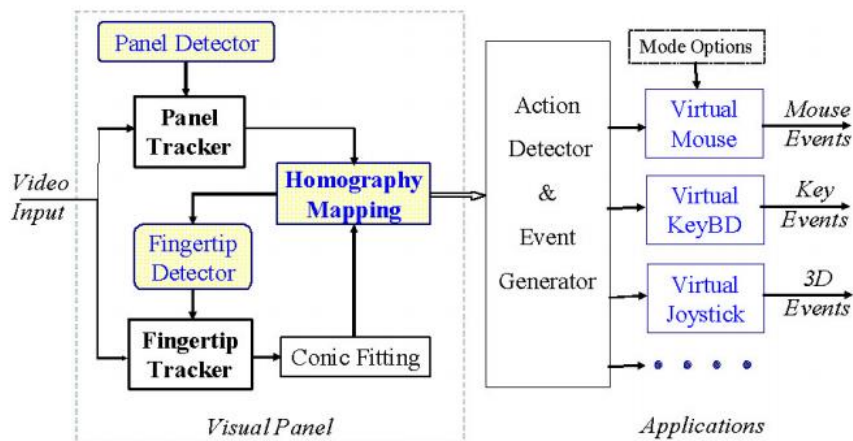 Panel Detector
Panel
Tracker
Video
Input
Homography
Mapping
Fingertip
Detector
Fingertip
Tracker
Conic Fitting
Visual Panel
Action
Detector
&
Event
Generator
Mode Options
Virtual
Mouse
Mouse
Events
Virtual
KeyBD
Key
Events
Virtual
Joystick
3D
Events
Applications